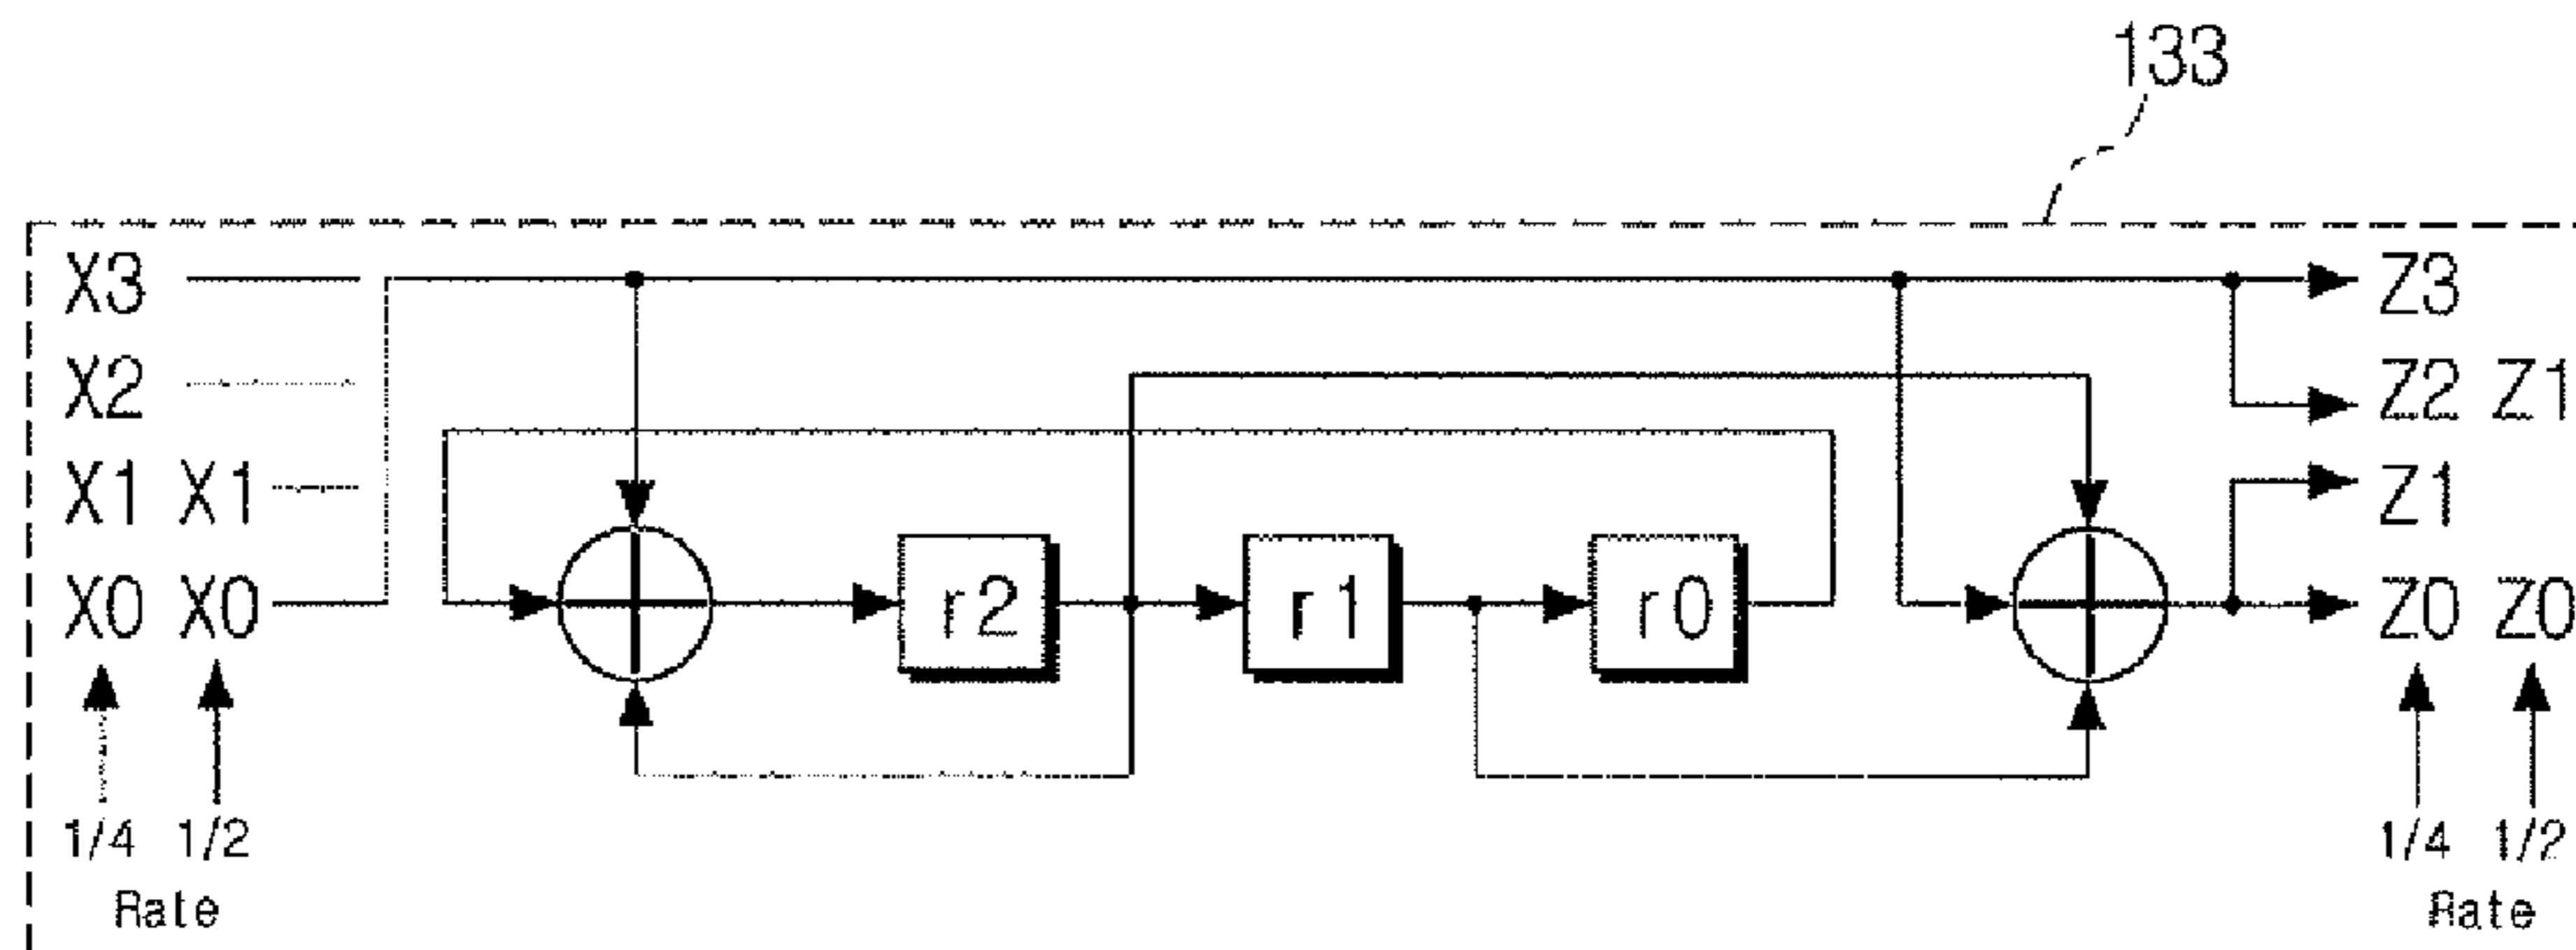 133
X3 Z3
X2 Z2 Z1
X1 X1 Z1
X0 X0 r2 r1 r0 Z0 Z0
1/4 1/2 1/4 1/2
Rate Rate